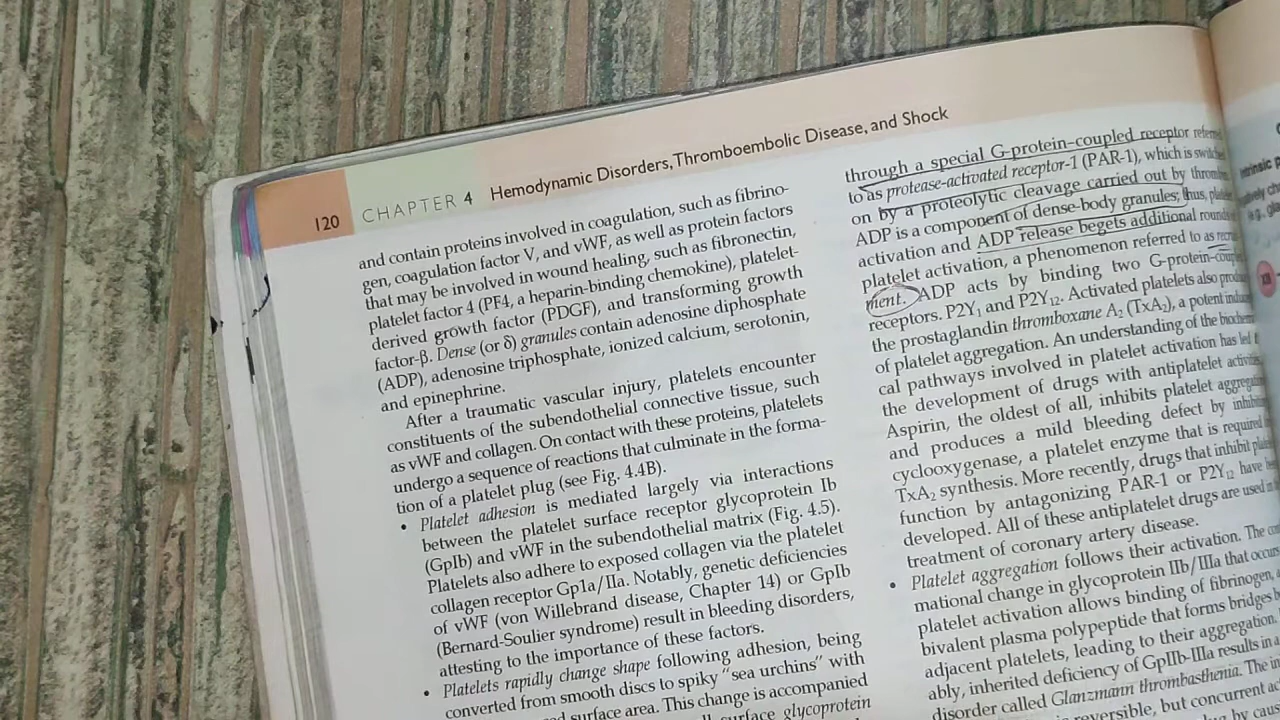 120 CHAPTER 4 Hemodynamic Disorders, Thromboembolic Disease, and Shock
and contain proteins involved in coagulation, such as fibrino-
gen, coagulation factor V, and vWF, as well as protein factors
that may be involved in wound healing, such as fibronectin,
platelet factor 4 (PF4, a heparin-binding chemokine), platelet-
derived growth factor (PDGF), and transforming growth
factor-β. Dense (or δ) granules contain adenosine diphosphate
(ADP), adenosine triphosphate, ionized calcium, serotonin,
and epinephrine.
After a traumatic vascular injury, platelets encounter
constituents of the subendothelial connective tissue, such
as vWF and collagen. On contact with these proteins, platelets
undergo a sequence of reactions that culminate in the forma-
tion of a platelet plug (see Fig. 4.4B).
• Platelet adhesion is mediated largely via interactions
between the platelet surface receptor glycoprotein Ib
(GpIb) and vWF in the subendothelial matrix (Fig. 4.5).
Platelets also adhere to exposed collagen via the platelet
collagen receptor Gp1a/IIa. Notably, genetic deficiencies
of vWF (von Willebrand disease, Chapter 14) or GpIb
(Bernard-Soulier syndrome) result in bleeding disorders,
attesting to the importance of these factors.
• Platelets rapidly change shape following adhesion, being
converted from smooth discs to spiky "sea urchins" with
surface area. This change is accompanied
surface glycoprotein
through a special G-protein–coupled receptor
to as protease-activated receptor-1 (PAR-1), which is
on by a proteolytic cleavage carried out by
ADP is a component of dense-body granules; thus,
activation and ADP release begets additional rounds
platelet activation, a phenomenon referred to as
ment. ADP acts by binding two
receptors. P2Y1 and P2Y12. Activated platelets also
the prostaglandin thromboxane A2 (TxA2), a potent
of platelet aggregation. An understanding of the
cal pathways involved in platelet activation has led
the development of drugs with antiplatelet
Aspirin, the oldest of all, inhibits platelet
and produces a mild bleeding defect by
cyclooxygenase, a platelet enzyme that is required
TxA2 synthesis. More recently, drugs that inhibit
function by antagonizing PAR-1 or P2Y12 have
developed. All of these antiplatelet drugs are used
treatment of coronary artery disease.
• Platelet aggregation follows their activation. The
mational change in glycoprotein IIb/IIIa that
platelet activation allows binding of fibrinogen,
bivalent plasma polypeptide that forms bridges
adjacent platelets, leading to their aggregation.
ably, inherited deficiency of GpIIb-IIIa results in
disorder called Glanzmann thrombasthenia. The
reversible, but concurrent